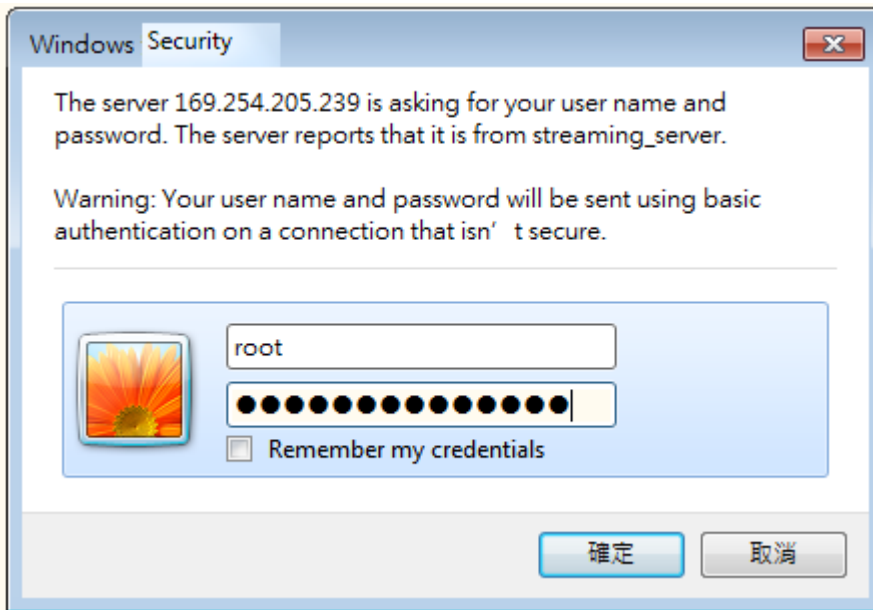 Windows Security
The server 169.254.205.239 is asking for your user name and
password. The server reports that it is from streaming_server.
Warning: Your user name and password will be sent using basic
authentication on a connection that isn’t secure.
root
●●●●●●●●●●●●●●
Remember my credentials
確定
取消